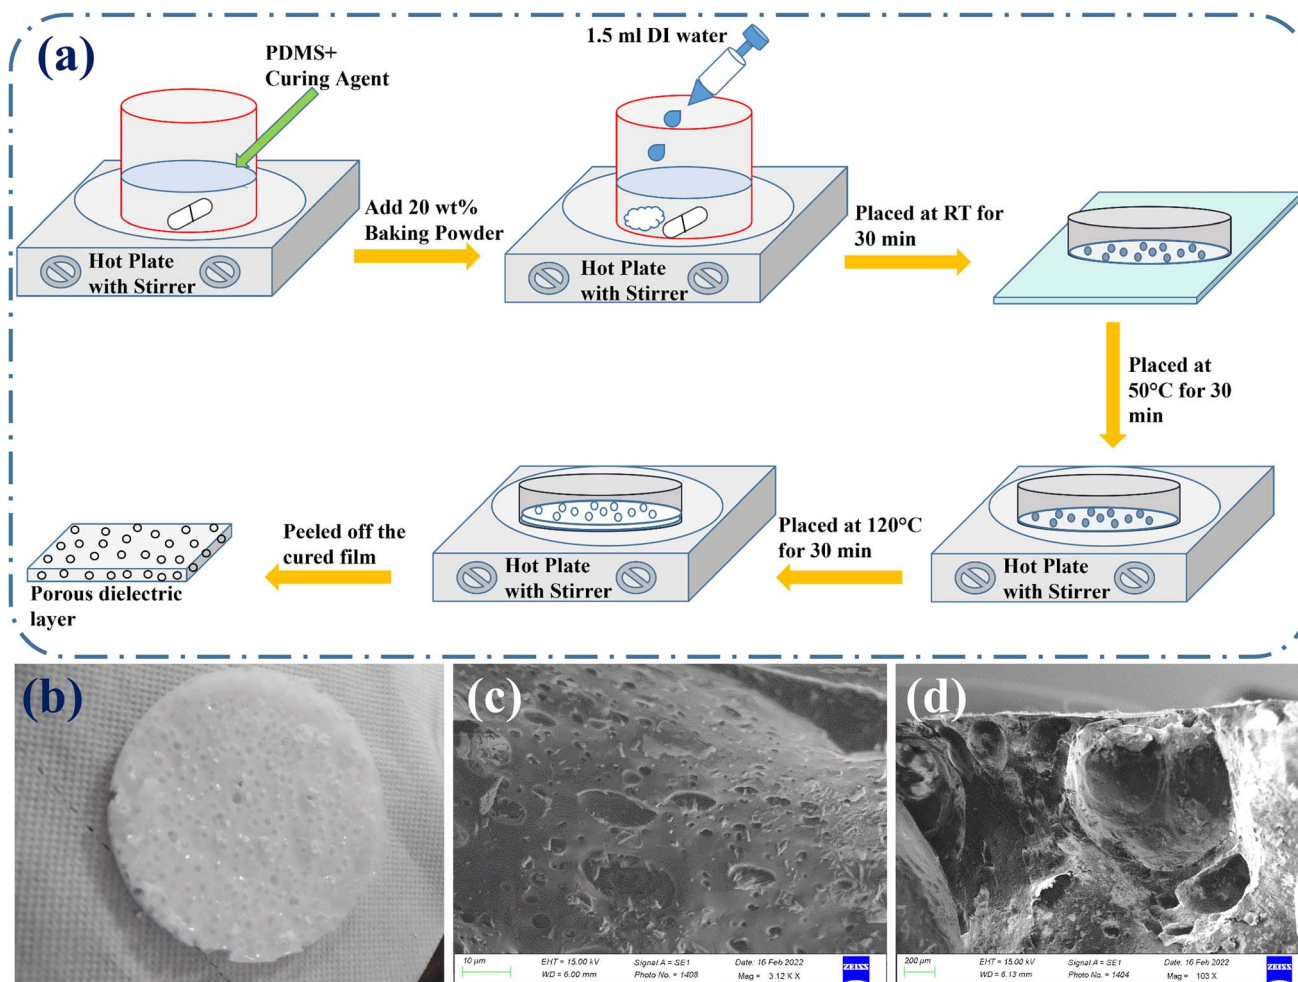 (a)
PDMS+
Curing Agent
1.5 ml DI water
Hot Plate
with Stirrer
Add 20 wt%
Baking Powder
Hot Plate
with Stirrer
Placed at RT for
30 min
Placed at
50°C for 30
min
Hot Plate
with Stirrer
Placed at 120°C
for 30 min
Hot Plate
with Stirrer
Peeled off the
cured film
Porous dielectric
layer
(b)
(c)
10 µm
EHT = 15.00 kV
WD = 6.00 mm
Signal A = SE1
Photo No. = 1408
Date: 16 Feb 2022
Mag = 3.12 K X
ZEISS
(d)
200 µm
EHT = 15.00 kV
WD = 6.13 mm
Signal A = SE1
Photo No. = 1404
Date: 16 Feb 2022
Mag = 103 X
ZEISS